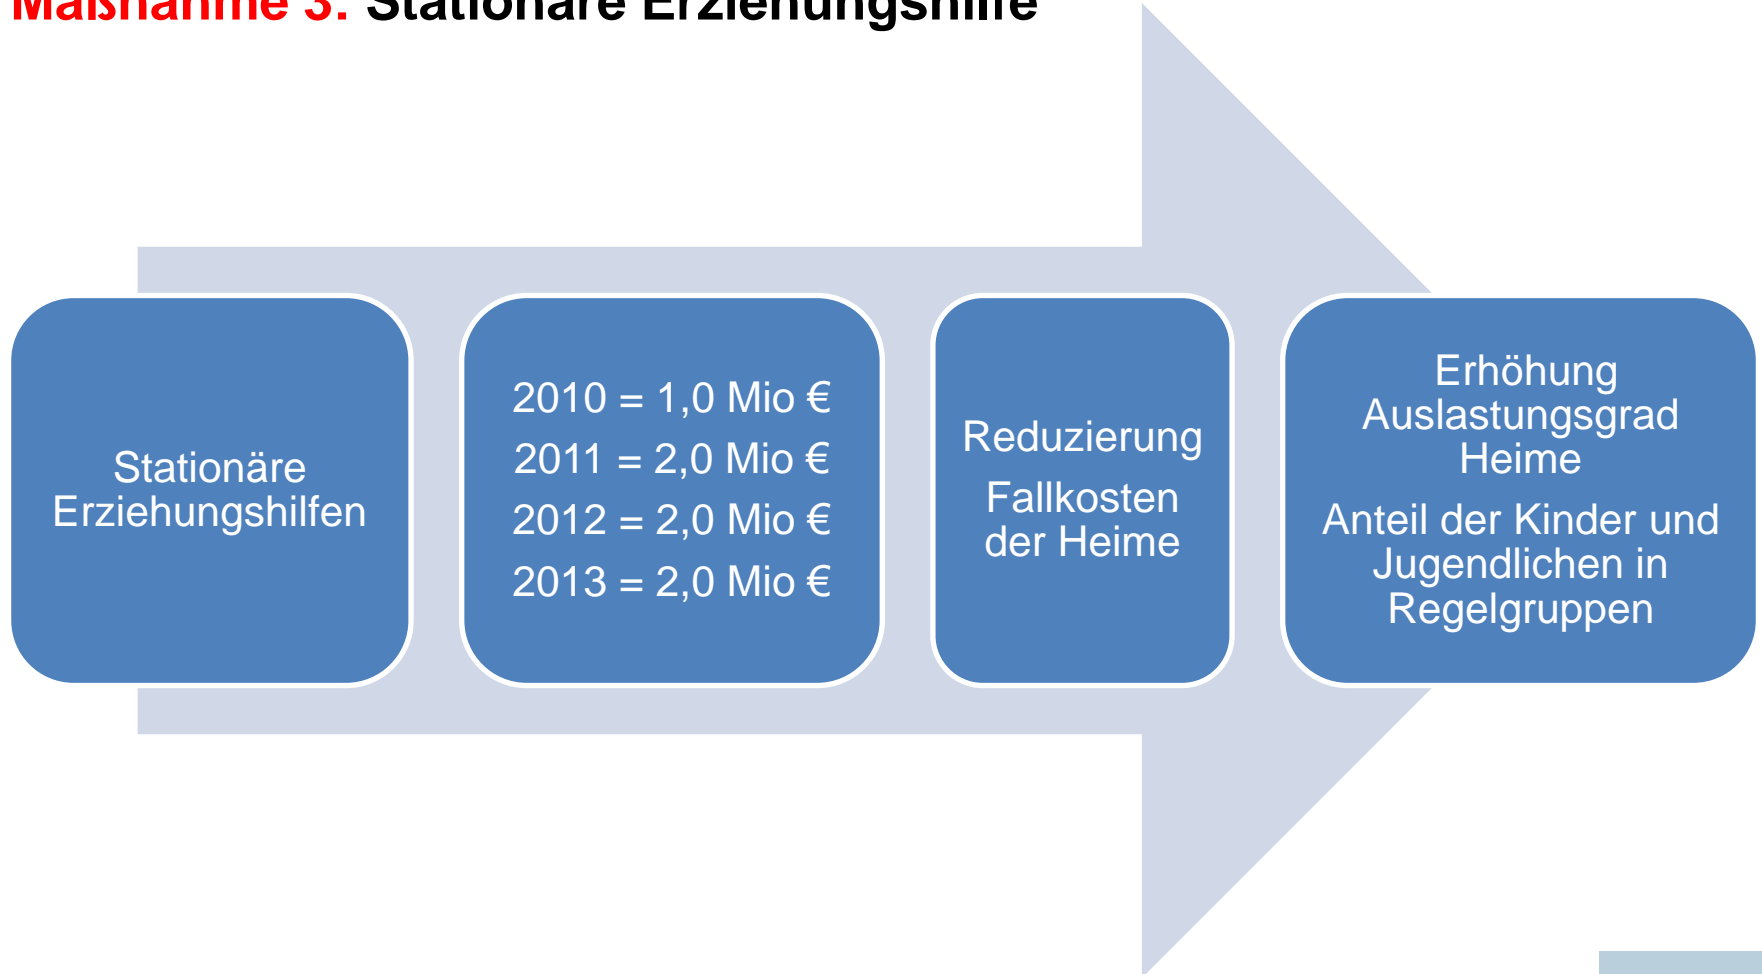 Maßnahme 3: Stationäre Erziehungshilfe
Stationäre
Erziehungshilfen
2010 = 1,0 Mio €
2011 = 2,0 Mio €
2012 = 2,0 Mio €
2013 = 2,0 Mio €
Reduzierung
Fallkosten
der Heime
Erhöhung
Auslastungsgrad
Heime
Anteil der Kinder und
Jugendlichen in
Regelgruppen